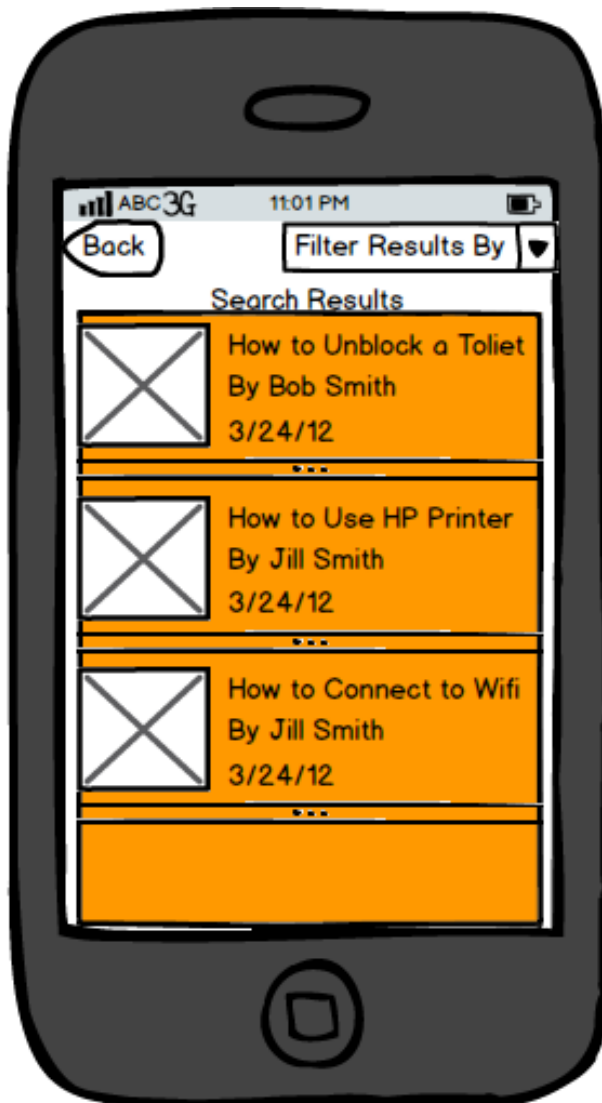 ABC 3G 11:01 PM
Back Filter Results By
Search Results
How to Unblock a Toliet
By Bob Smith
3/24/12
How to Use HP Printer
By Jill Smith
3/24/12
How to Connect to Wifi
By Jill Smith
3/24/12